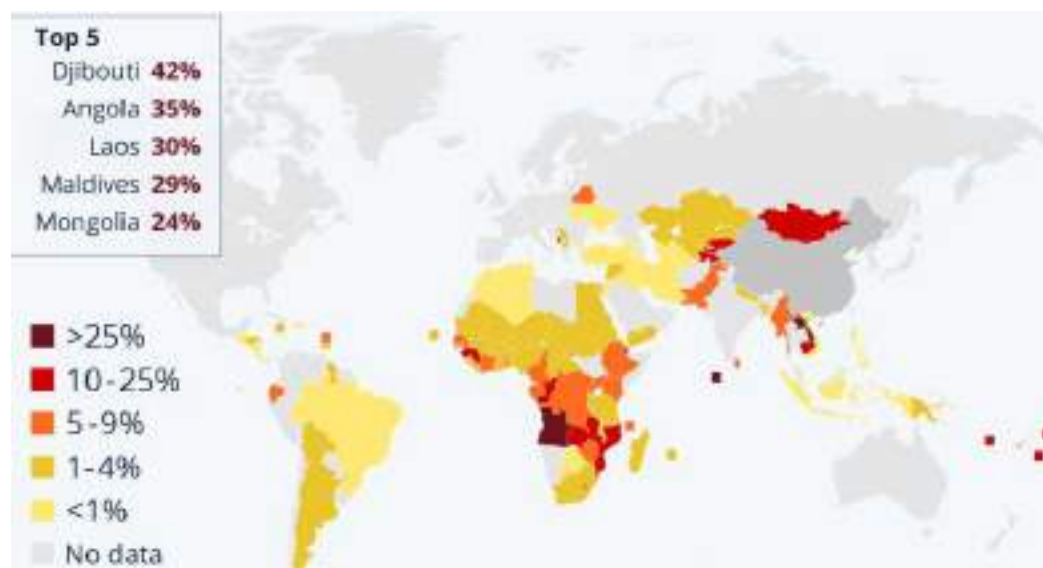 Top 5
Djibouti 42%
Angola 35%
Laos 30%
Maldives 29%
Mongolia 24%
>25%
10-25%
5-9%
1-4%
<1%
No data